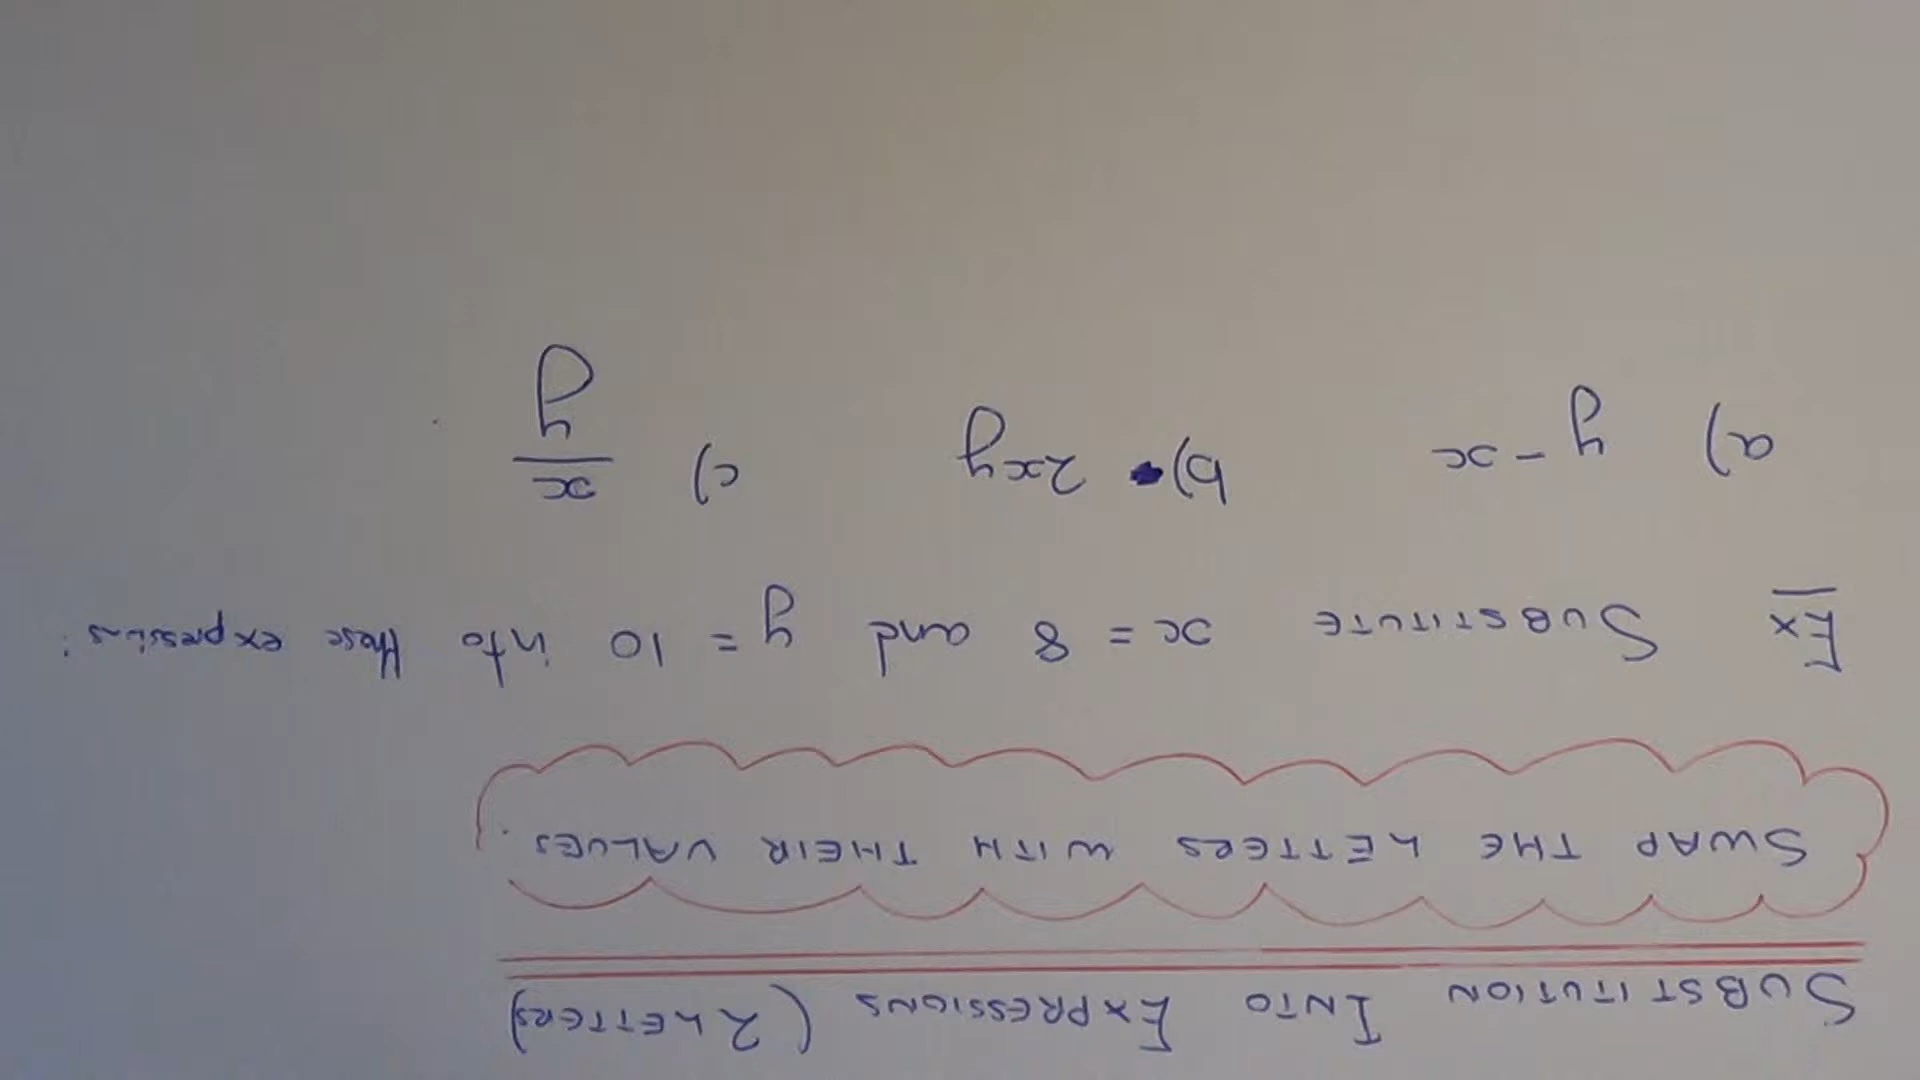 SUBSTITUTION INTO EXPRESSIONS (2 LETTERS)
SWAP THE LETTERS WITH THEIR VALUES.
Ex SUBSTITUTE x = 8 and y = 10 into these expressions:
a) y - x b) 2xy c) x/y